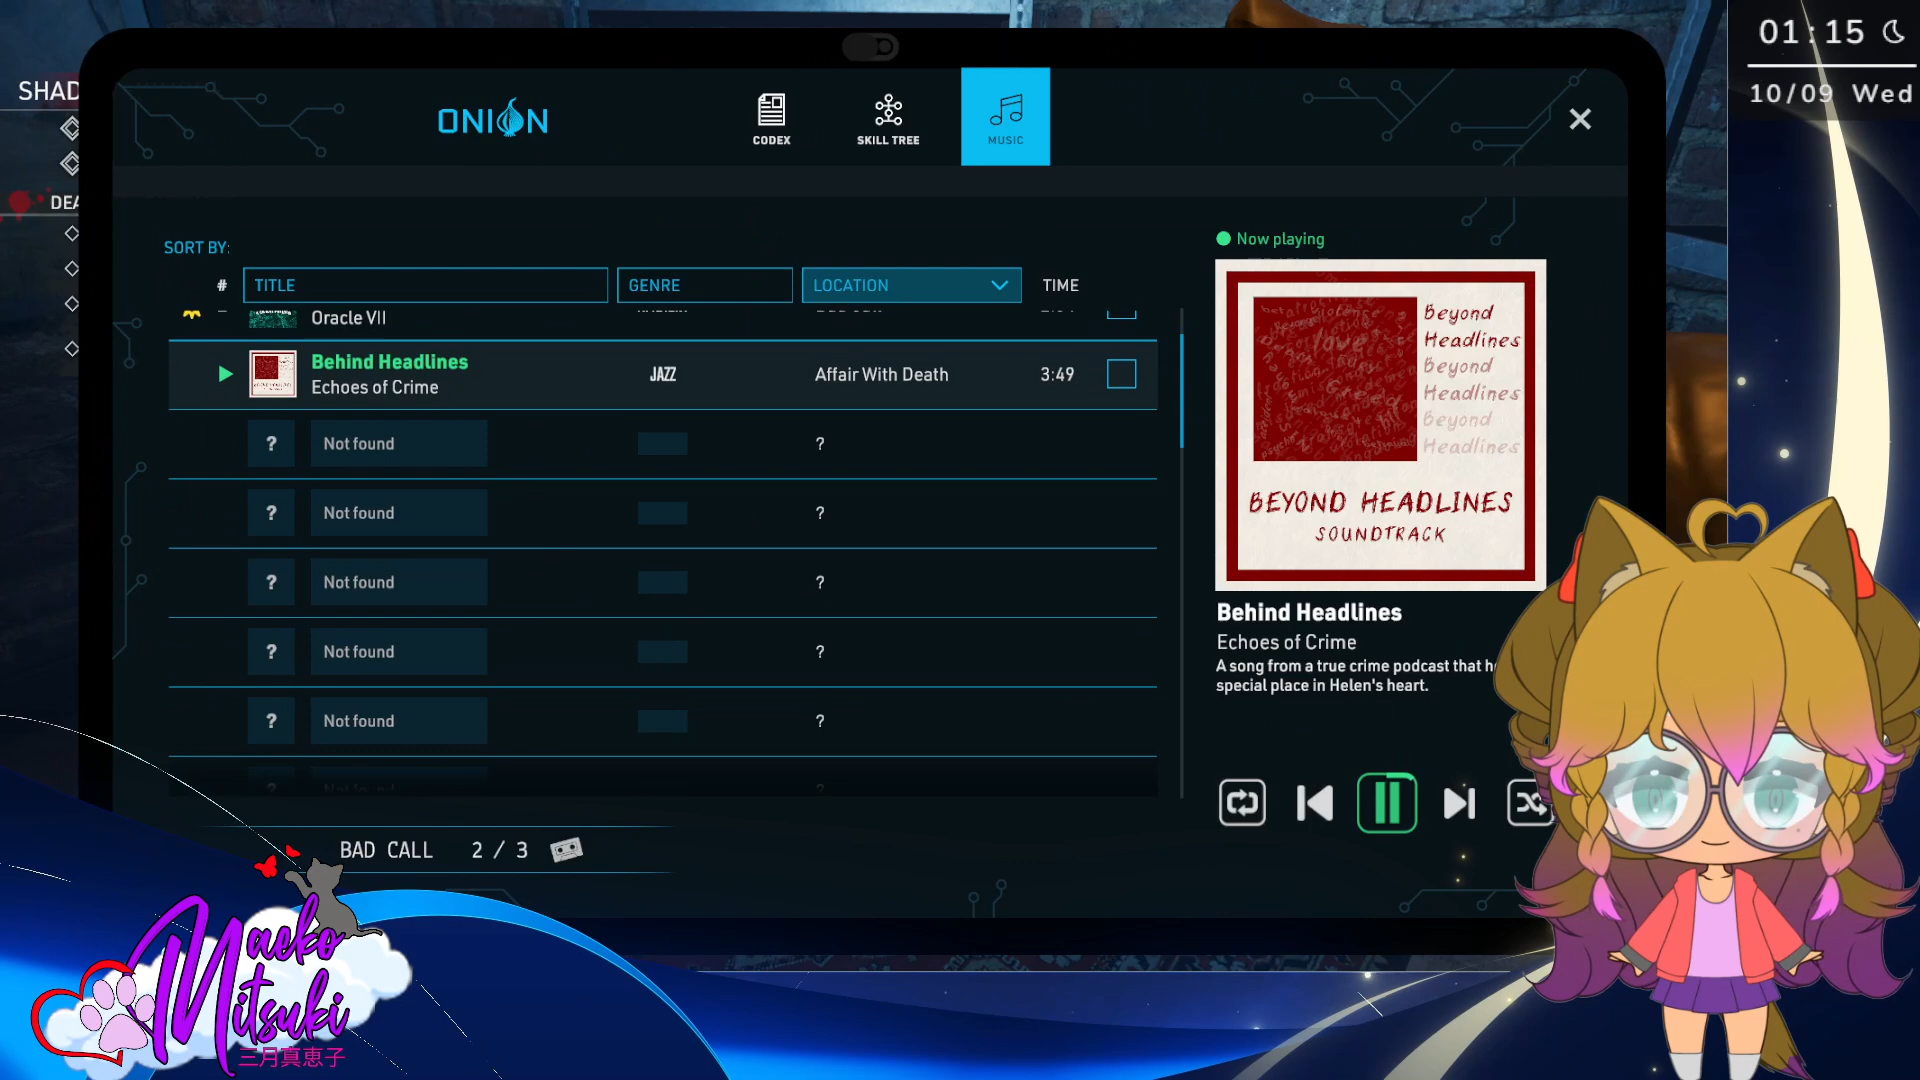 SHAD
DEA
ONION
CODEX
SKILL TREE
MUSIC
01:15
10/09 Wed
SORT BY:
#
TITLE
GENRE
LOCATION
TIME
Oracle VII
Behind Headlines
Echoes of Crime
JAZZ
Affair With Death
3:49
?
Not found
?
?
Not found
?
?
Not found
?
?
Not found
?
?
Not found
?
BAD CALL
2 / 3
Now playing
Beyond
Headlines
Beyond
Headlines
Beyond
Headlines
BEYOND HEADLINES
SOUNDTRACK
Behind Headlines
Echoes of Crime
A song from a true crime podcast that
special place in Helen's heart.
Maeko
Mitsuki
三月真恵子